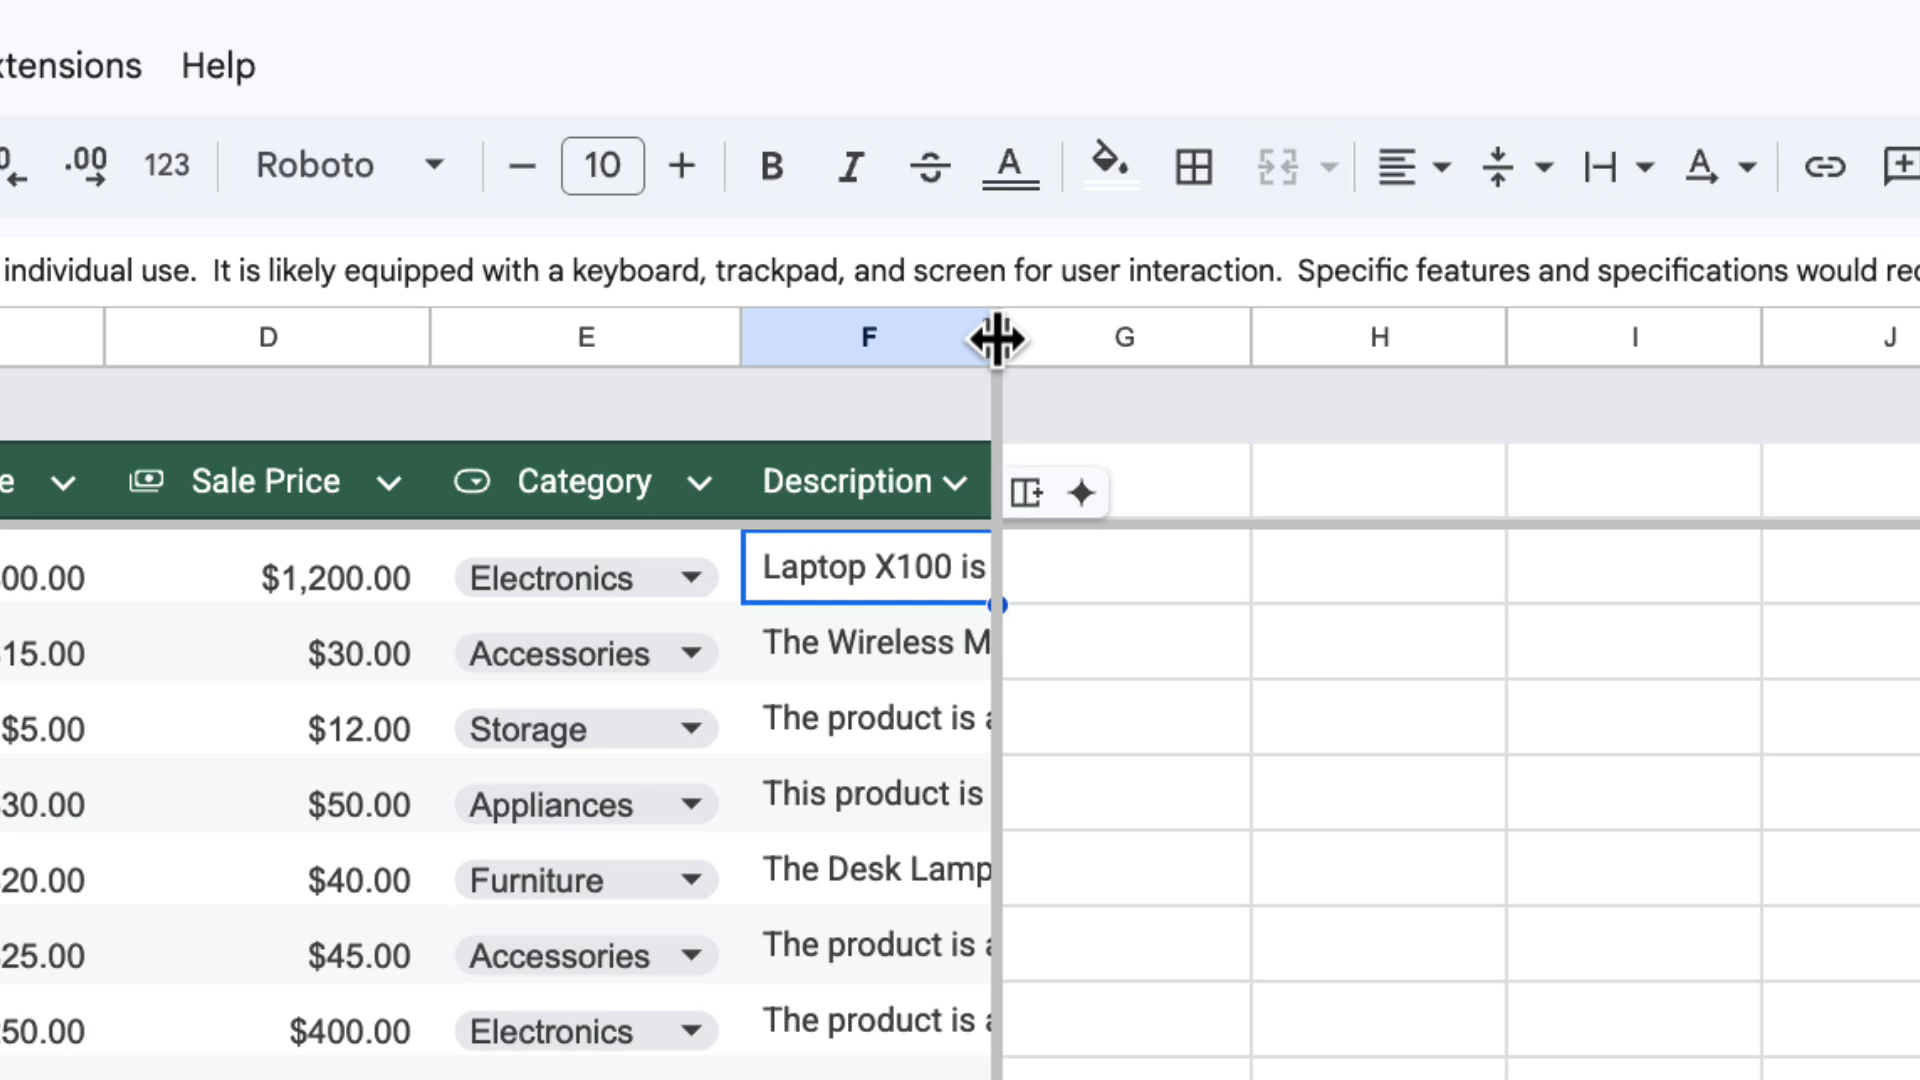 Help
.00 123 Roboto 10 B I S A A
individual use. It is likely equipped with a keyboard, trackpad, and screen for user interaction. Specific features and specifications would
D E F G H I J
Sale Price Category Description
00.00 $1,200.00 Electronics Laptop X100 is
15.00 $30.00 Accessories The Wireless M
$5.00 $12.00 Storage The product is
30.00 $50.00 Appliances This product is
20.00 $40.00 Furniture The Desk Lamp
25.00 $45.00 Accessories The product is
50.00 $400.00 Electronics The product is